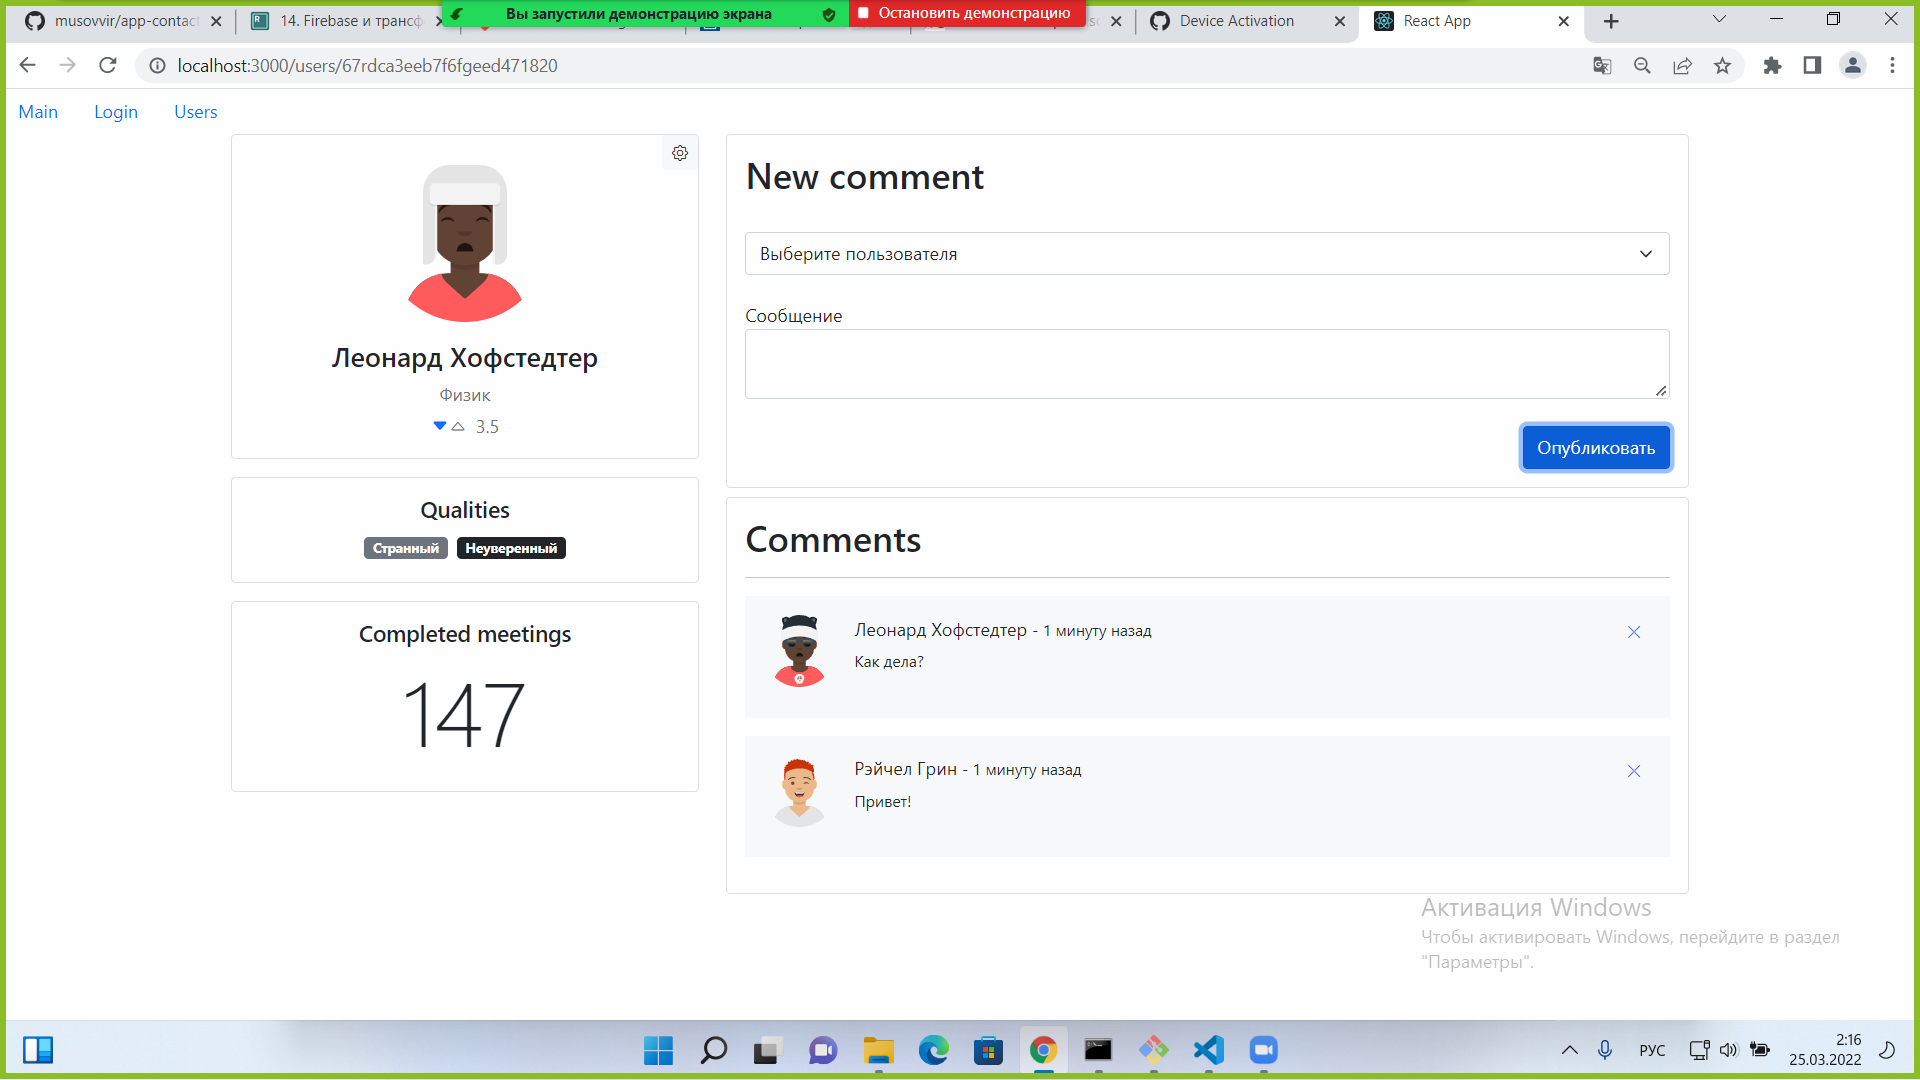 musovvir/app-contact
14. Firebase и трансф
Вы запустили демонстрацию экрана
Остановить демонстрацию
Device Activation
React App
localhost:3000/users/67rdca3eeb7f6fgeed471820
Main
Login
Users
Леонард Хофстедтер
Физик
3.5
Qualities
Странный
Неуверенный
Completed meetings
147
New comment
Выберите пользователя
Сообщение
Опубликовать
Comments
Леонард Хофстедтер - 1 минуту назад
Как дела?
Рэйчел Грин - 1 минуту назад
Привет!
Активация Windows
Чтобы активировать Windows, перейдите в раздел
"Параметры".
РУС
2:16
25.03.2022